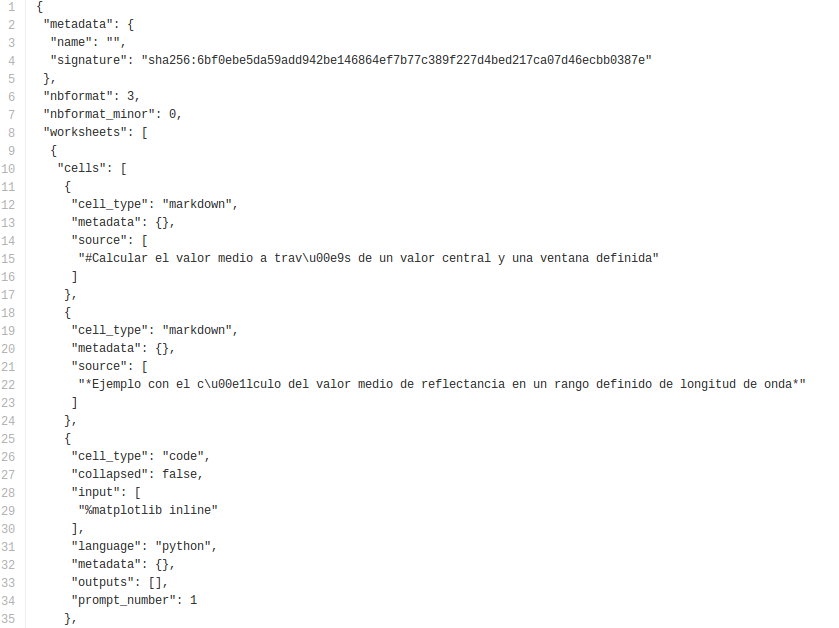 1 {
2 "metadata": {
3 "name": "",
4 "signature": "sha256:6bf0ebe5da59add942be146864ef7b77c389f227d4bed217ca07d46ecbb0387e"
5 },
6 "nbformat": 3,
7 "nbformat_minor": 0,
8 "worksheets": [
9 {
10 "cells": [
11 {
12 "cell_type": "markdown",
13 "metadata": {},
14 "source": [
15 "#Calcular el valor medio a trav\u00e9s de un valor central y una ventana definida"
16 ]
17 },
18 {
19 "cell_type": "markdown",
20 "metadata": {},
21 "source": [
22 "*Ejemplo con el c\u00e1lculo del valor medio de reflectancia en un rango definido de longitud de onda*"
23 ]
24 },
25 {
26 "cell_type": "code",
27 "collapsed": false,
28 "input": [
29 "%matplotlib inline"
30 ],
31 "language": "python",
32 "metadata": {},
33 "outputs": [],
34 "prompt_number": 1
35 },